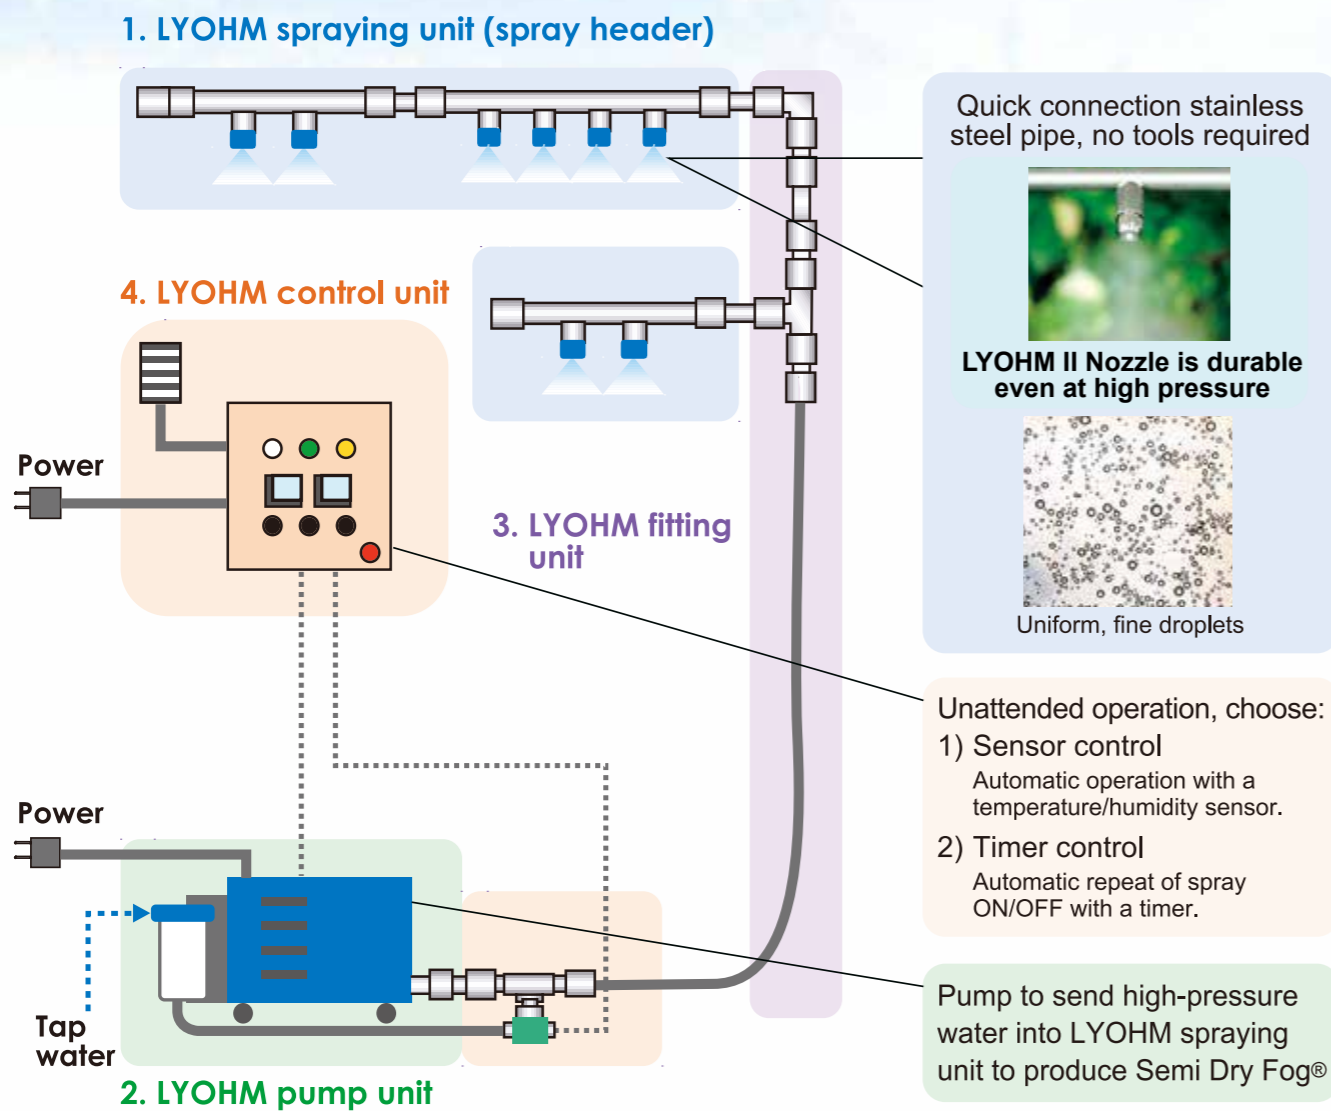 1. LYOHM spraying unit (spray header)
Quick connection stainless
steel pipe, no tools required
LYOHM II Nozzle is durable
even at high pressure
Uniform, fine droplets
4. LYOHM control unit
Power
3. LYOHM fitting
unit
Unattended operation, choose:
1) Sensor control
Automatic operation with a
temperature/humidity sensor.
2) Timer control
Automatic repeat of spray
ON/OFF with a timer.
Power
Tap
water
2. LYOHM pump unit
Pump to send high-pressure
water into LYOHM spraying
unit to produce Semi Dry Fog®